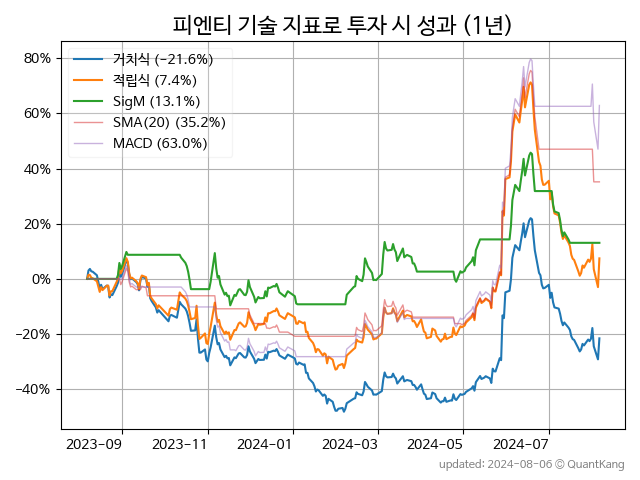 피엔티 기술 지표로 투자 시 성과 (1년)
80%
60%
40%
20%
0%
−20%
−40%
거치식 (-21.6%)
적립식 (7.4%)
SigM (13.1%)
SMA(20) (35.2%)
MACD (63.0%)
2023-09
2023-11
2024-01
2024-03
2024-05
2024-07
updated: 2024-08-06 © QuantKang